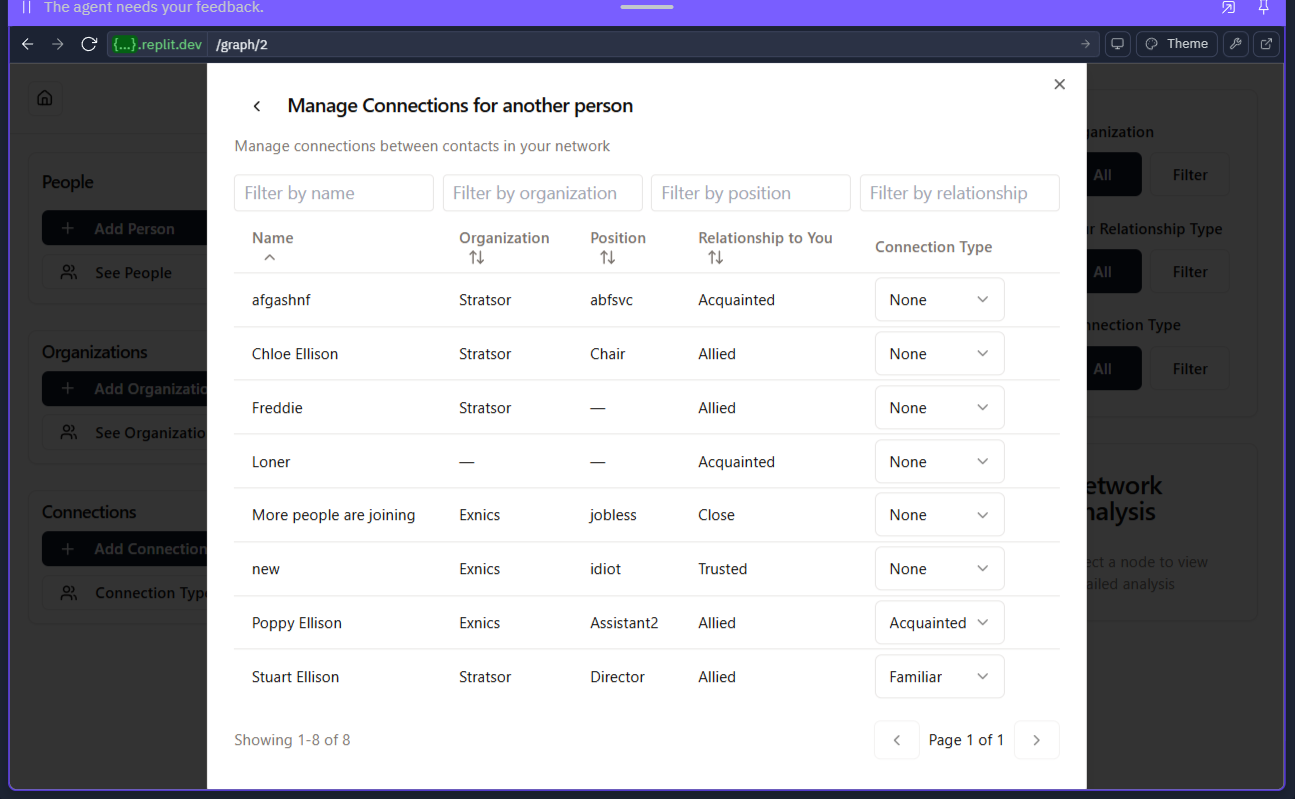 The agent needs your feedback.
{...}.replit.dev /graph/2
Theme
Manage Connections for another person
Manage connections between contacts in your network
Filter by name Filter by organization Filter by position Filter by relationship
Name Organization Position Relationship to You Connection Type
afgashnf Stratsor abfsvc Acquainted None
Chloe Ellison Stratsor Chair Allied None
Freddie Stratsor — Allied None
Loner — — Acquainted None
More people are joining Exnics jobless Close None
new Exnics idiot Trusted None
Poppy Ellison Exnics Assistant2 Allied Acquainted
Stuart Ellison Stratsor Director Allied Familiar
Showing 1-8 of 8
Page 1 of 1
People
Add Person
See People
Organizations
Add Organizatio
See Organizatio
Connections
Add Connection
Connection Type
ganization
All Filter
r Relationship Type
All Filter
nnection Type
All Filter
etwork
nalysis
ect a node to view
ailed analysis